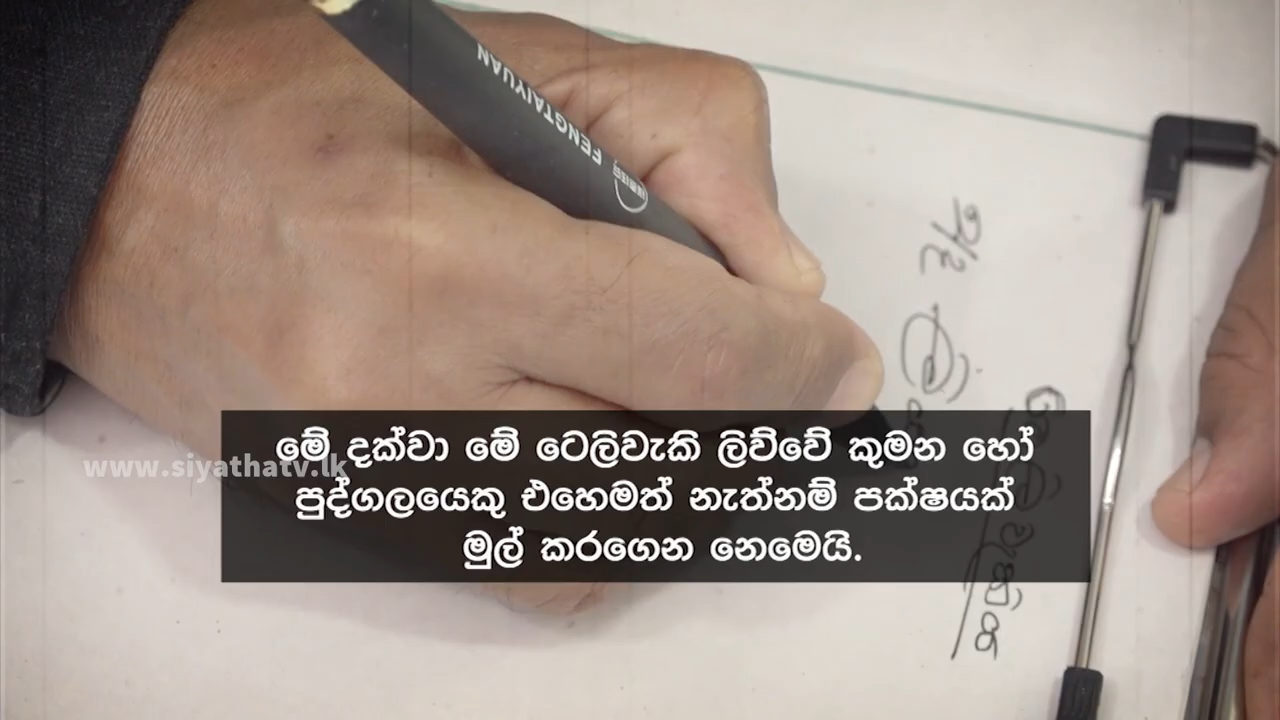 FENGTAIYUAN
www.siyathatv.lk
මේ දක්වා මේ ටෙලිවැකි ලිව්වේ කුමන හෝ
පුද්ගලයෙකු එහෙමත් නැත්නම් පක්ෂයක්
මුල් කරගෙන නෙමෙයි.